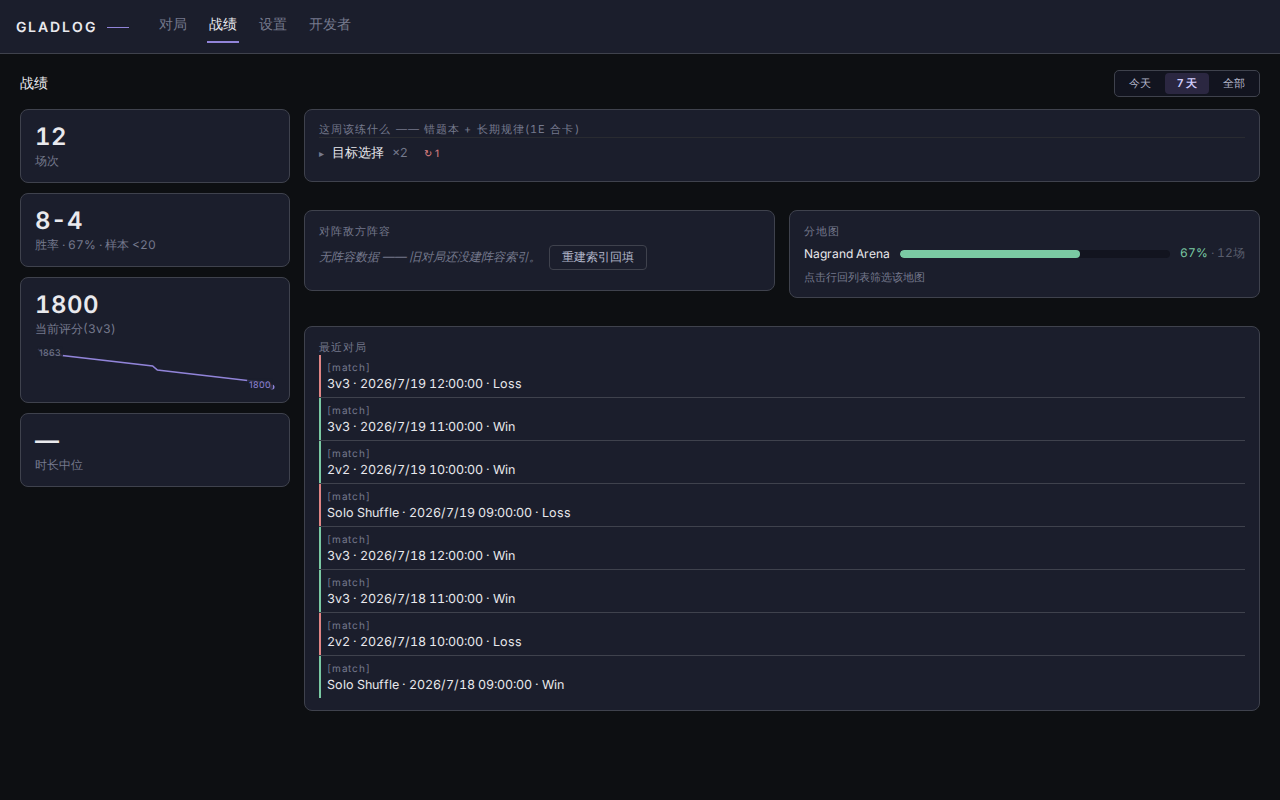 GLADLOG — 对局 战绩 设置 开发者
战绩
今天 7 天 全部
12
场次
8-4
胜率 · 67% · 样本 <20
1800
当前评分(3v3)
1863
1800
—
时长中位
这周该练什么 —— 错题本 + 长期规律(1E 合卡)
▸ 目标选择 ×2 ↻ 1
对阵敌方阵容
无阵容数据 —— 旧对局还没建阵容索引。 重建索引回填
分地图
Nagrand Arena 67% · 12场
点击行回列表筛选该地图
最近对局
[match]
3v3 · 2026/7/19 12:00:00 · Loss
[match]
3v3 · 2026/7/19 11:00:00 · Win
[match]
2v2 · 2026/7/19 10:00:00 · Win
[match]
Solo Shuffle · 2026/7/19 09:00:00 · Loss
[match]
3v3 · 2026/7/18 12:00:00 · Win
[match]
3v3 · 2026/7/18 11:00:00 · Win
[match]
2v2 · 2026/7/18 10:00:00 · Loss
[match]
Solo Shuffle · 2026/7/18 09:00:00 · Win